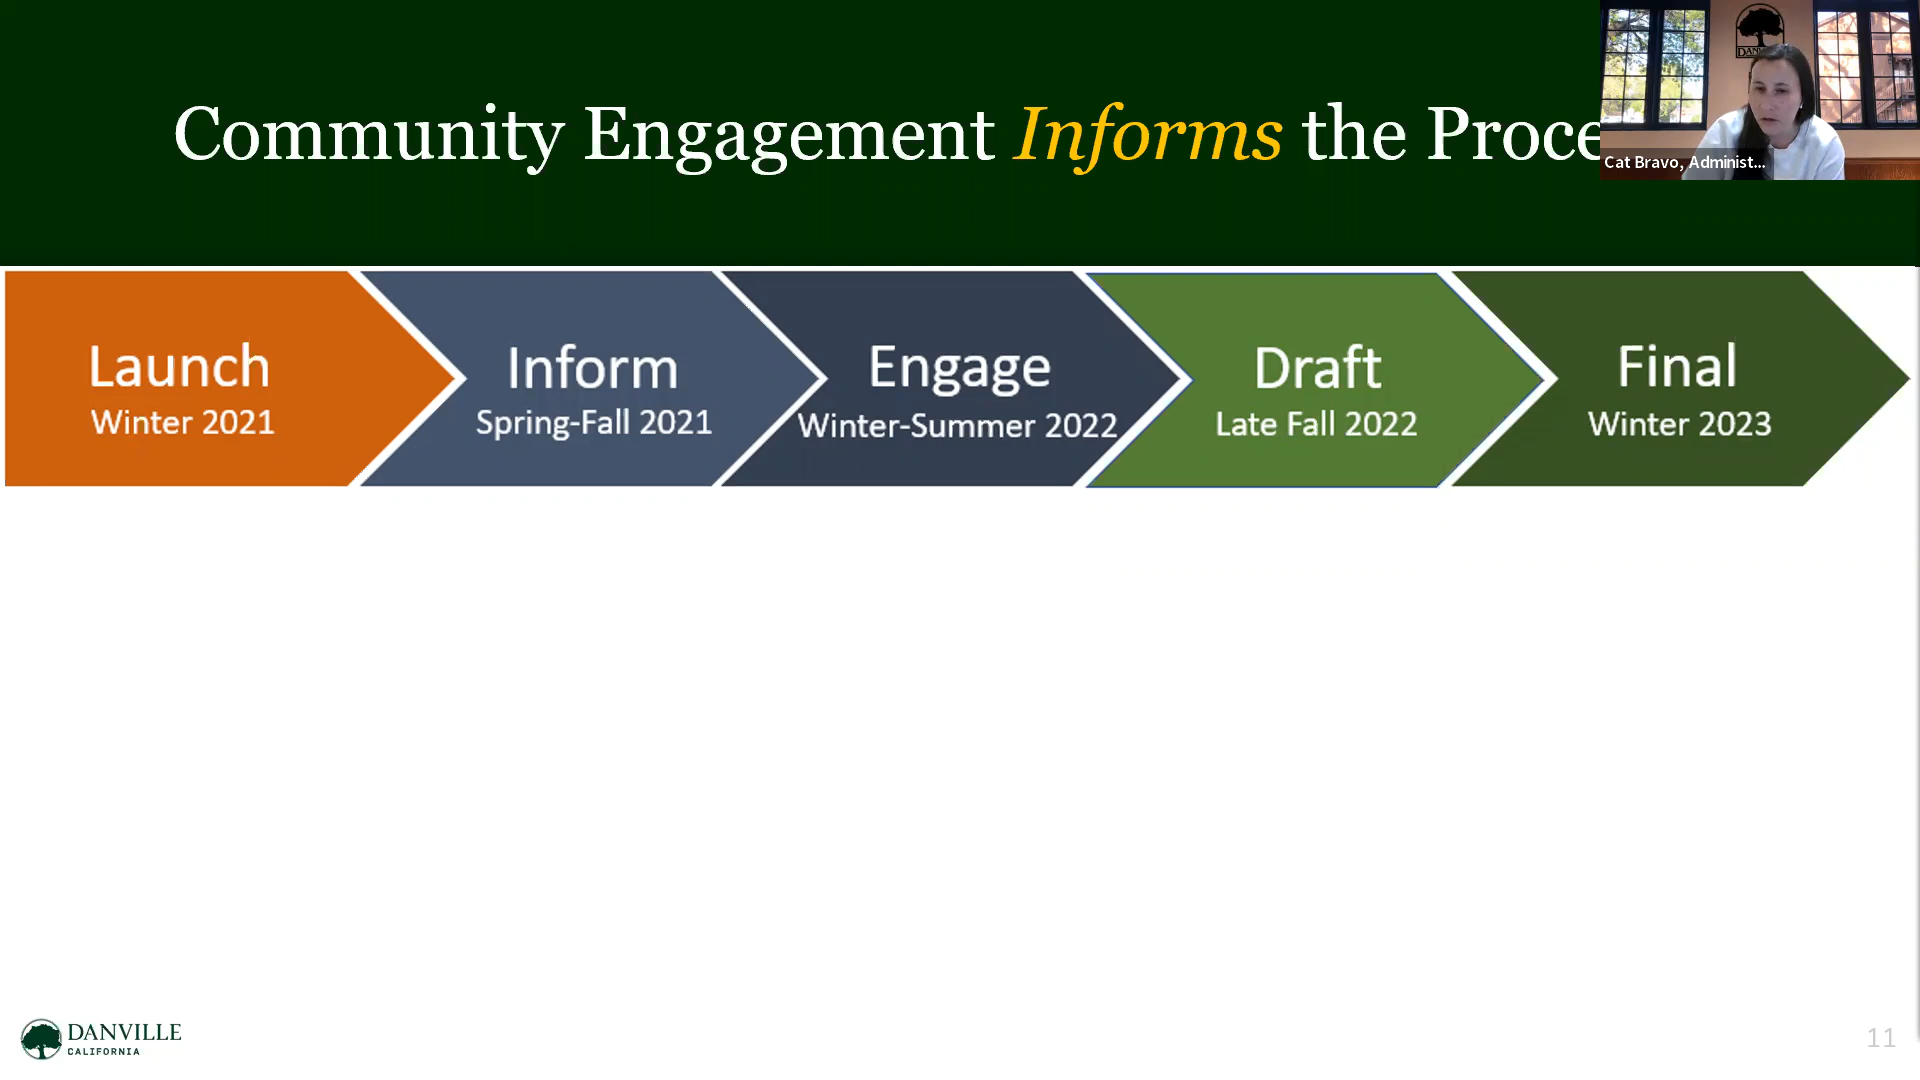 Community Engagement Informs the Proce
Cat Bravo, Administ...
Launch
Winter 2021
Inform
Spring-Fall 2021
Engage
Winter-Summer 2022
Draft
Late Fall 2022
Final
Winter 2023
DANVILLE
CALIFORNIA
11